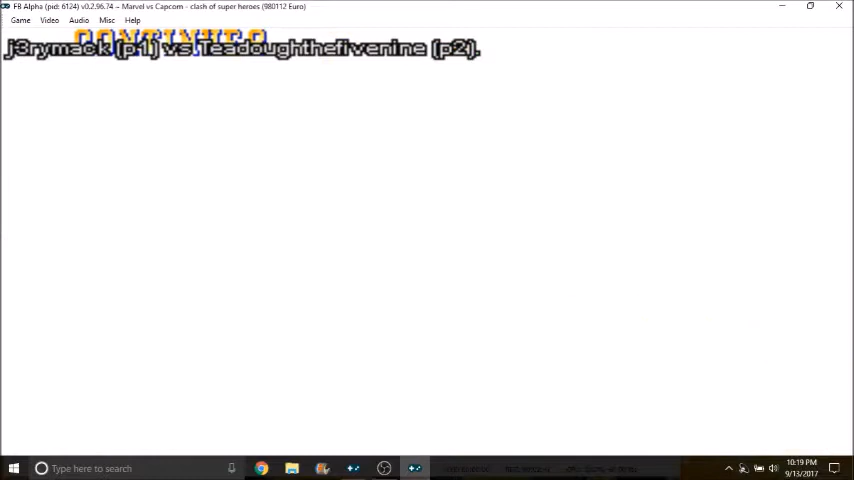 FB Alpha (pid: 6124) v0.2.96.74 ~ Marvel vs Capcom - clash of super heroes (980112 Euro)
Game Video Audio Misc Help
j3rymack (p1) vs Teadoughthefivenine (p2).
Type here to search
10:19 PM
9/13/2017